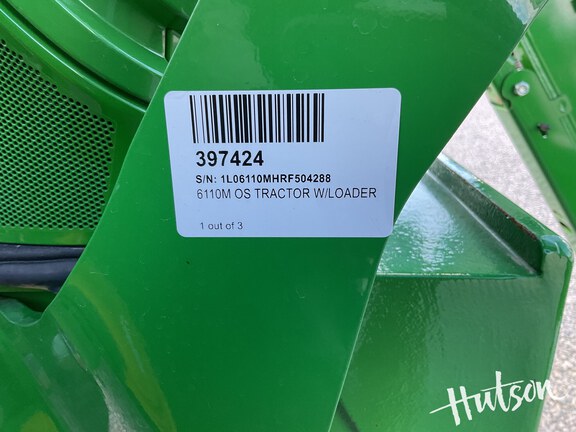 397424
S/N: 1L06110MHRF504288
6110M OS TRACTOR W/LOADER
1 out of 3
Hutson